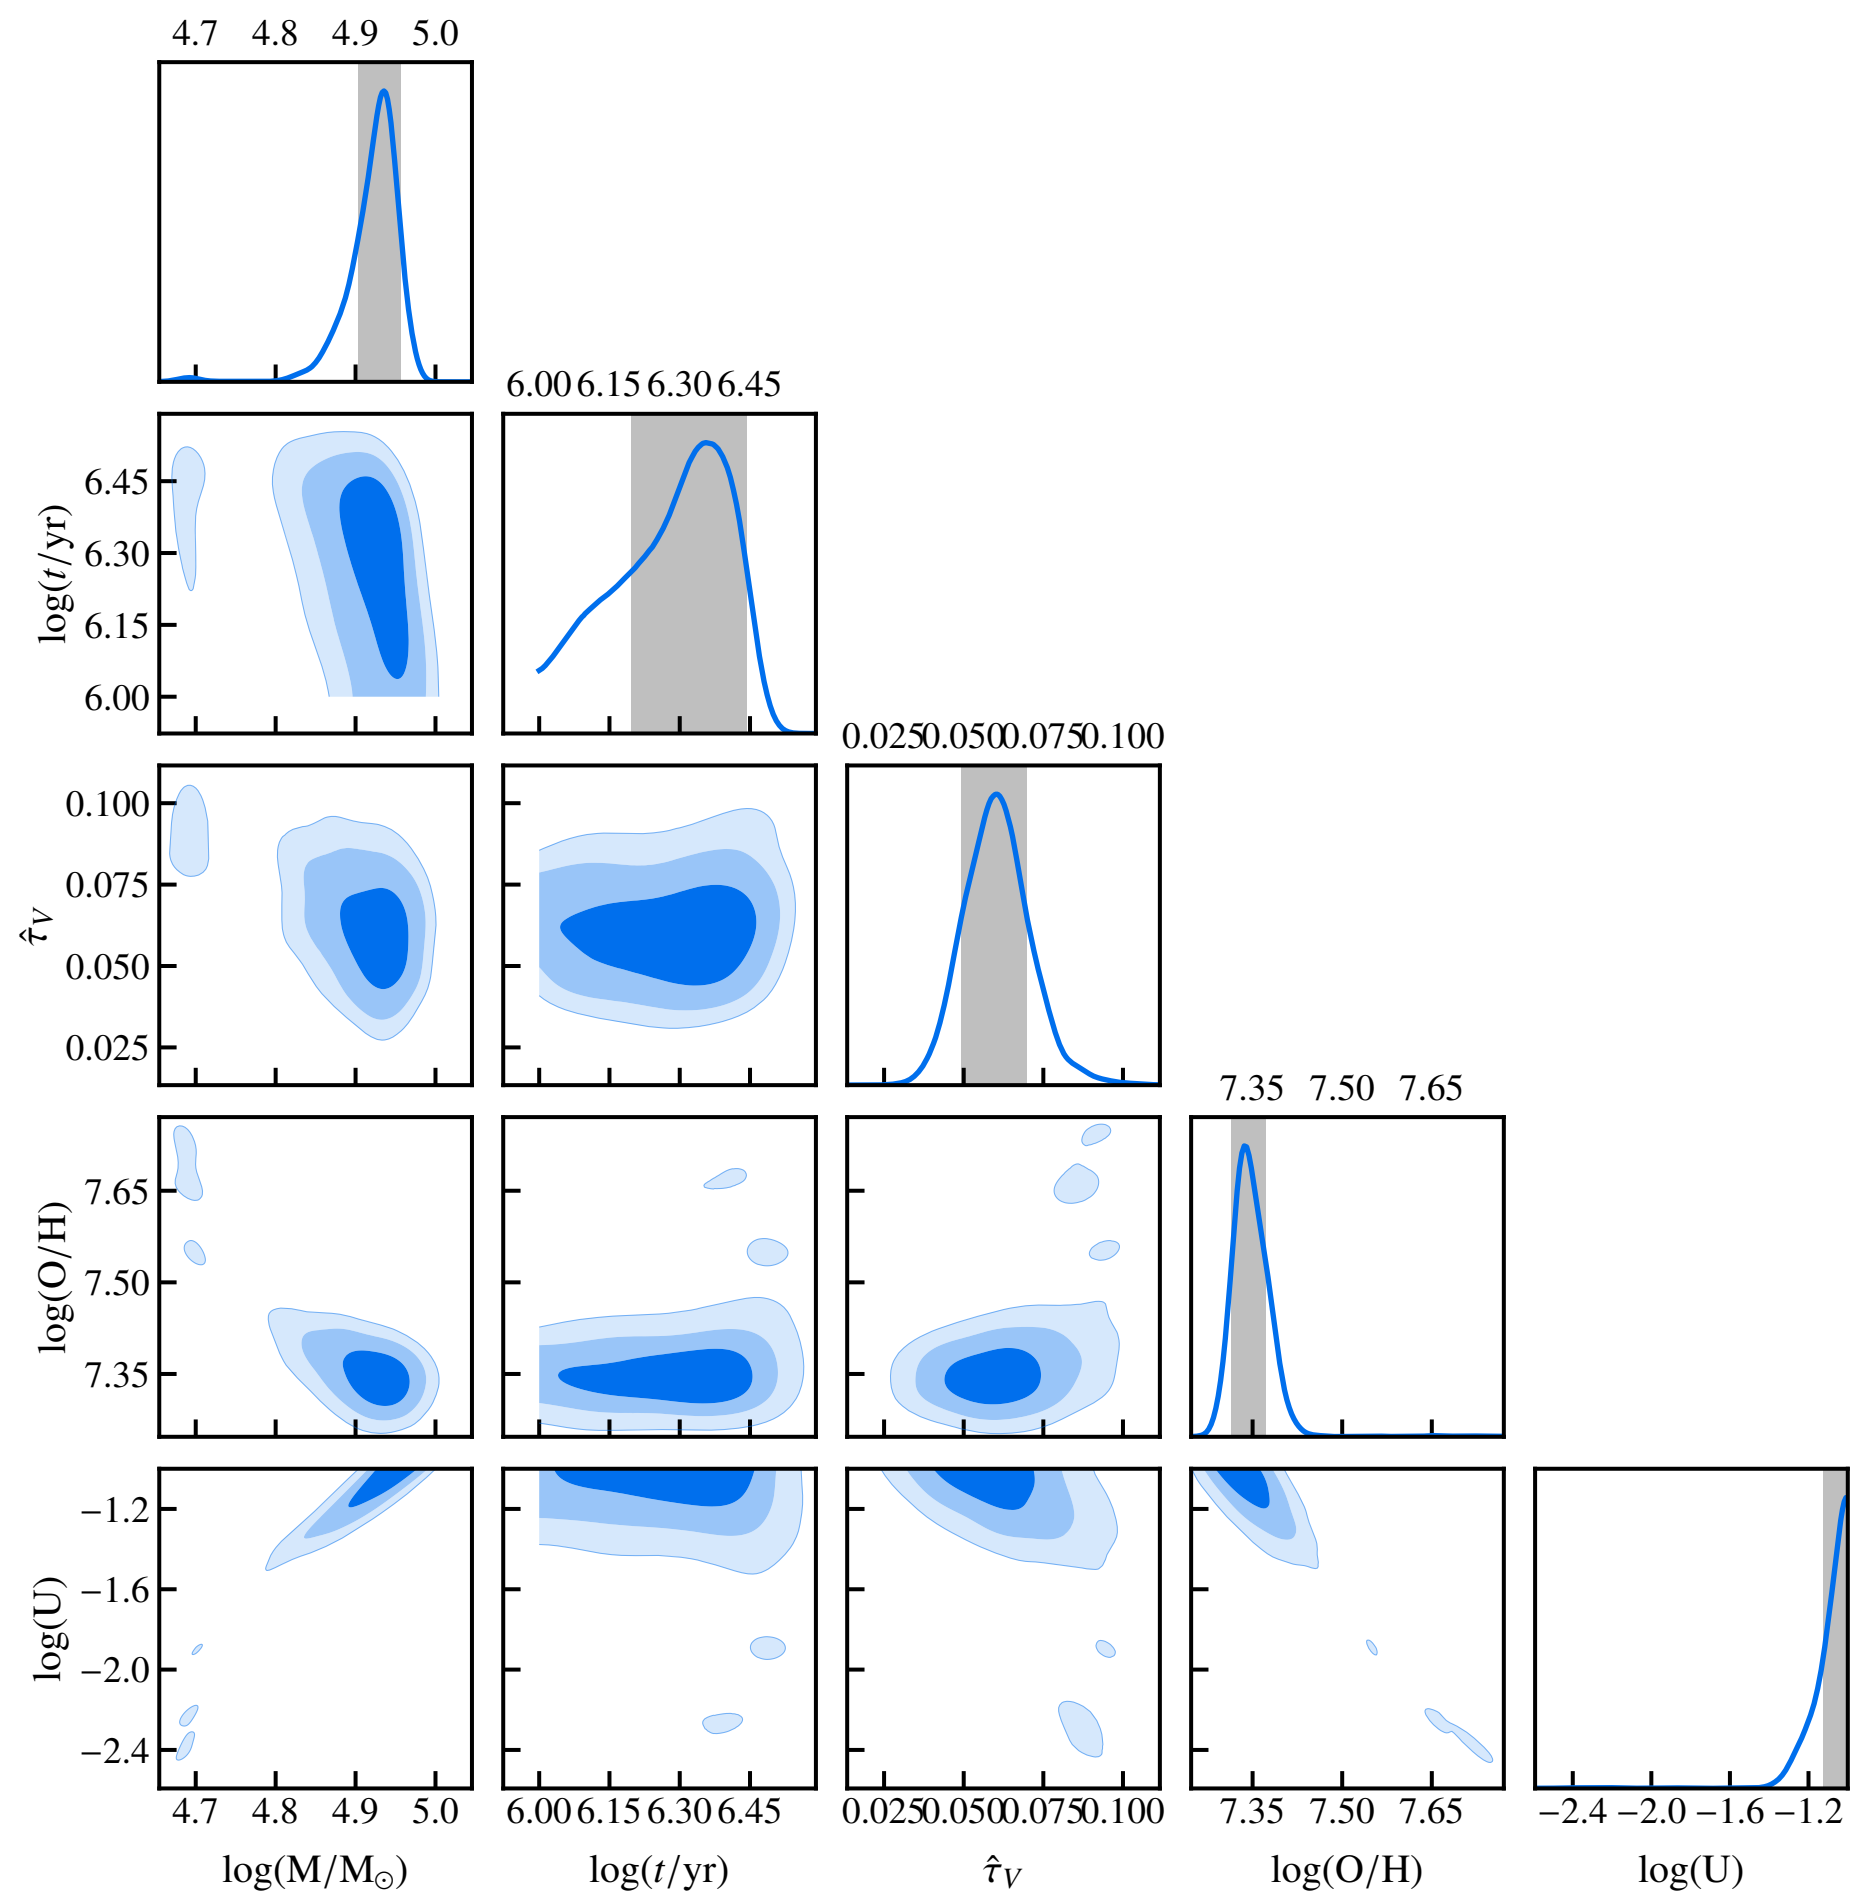 4.7 4.8 4.9 5.0
6.00 6.15 6.30 6.45
6.45
log(t/yr)
6.30
6.15
6.00
0.025 0.050 0.075 0.100
0.100
0.075
τ̂V
0.050
0.025
7.35 7.50 7.65
7.65
log(O/H)
7.50
7.35
−1.2
−1.6
log(U)
−2.0
−2.4
4.7 4.8 4.9 5.0 6.00 6.15 6.30 6.45 0.025 0.050 0.075 0.100 7.35 7.50 7.65 −2.4 −2.0 −1.6 −1.2
log(M/M⊙) log(t/yr) τ̂V log(O/H) log(U)